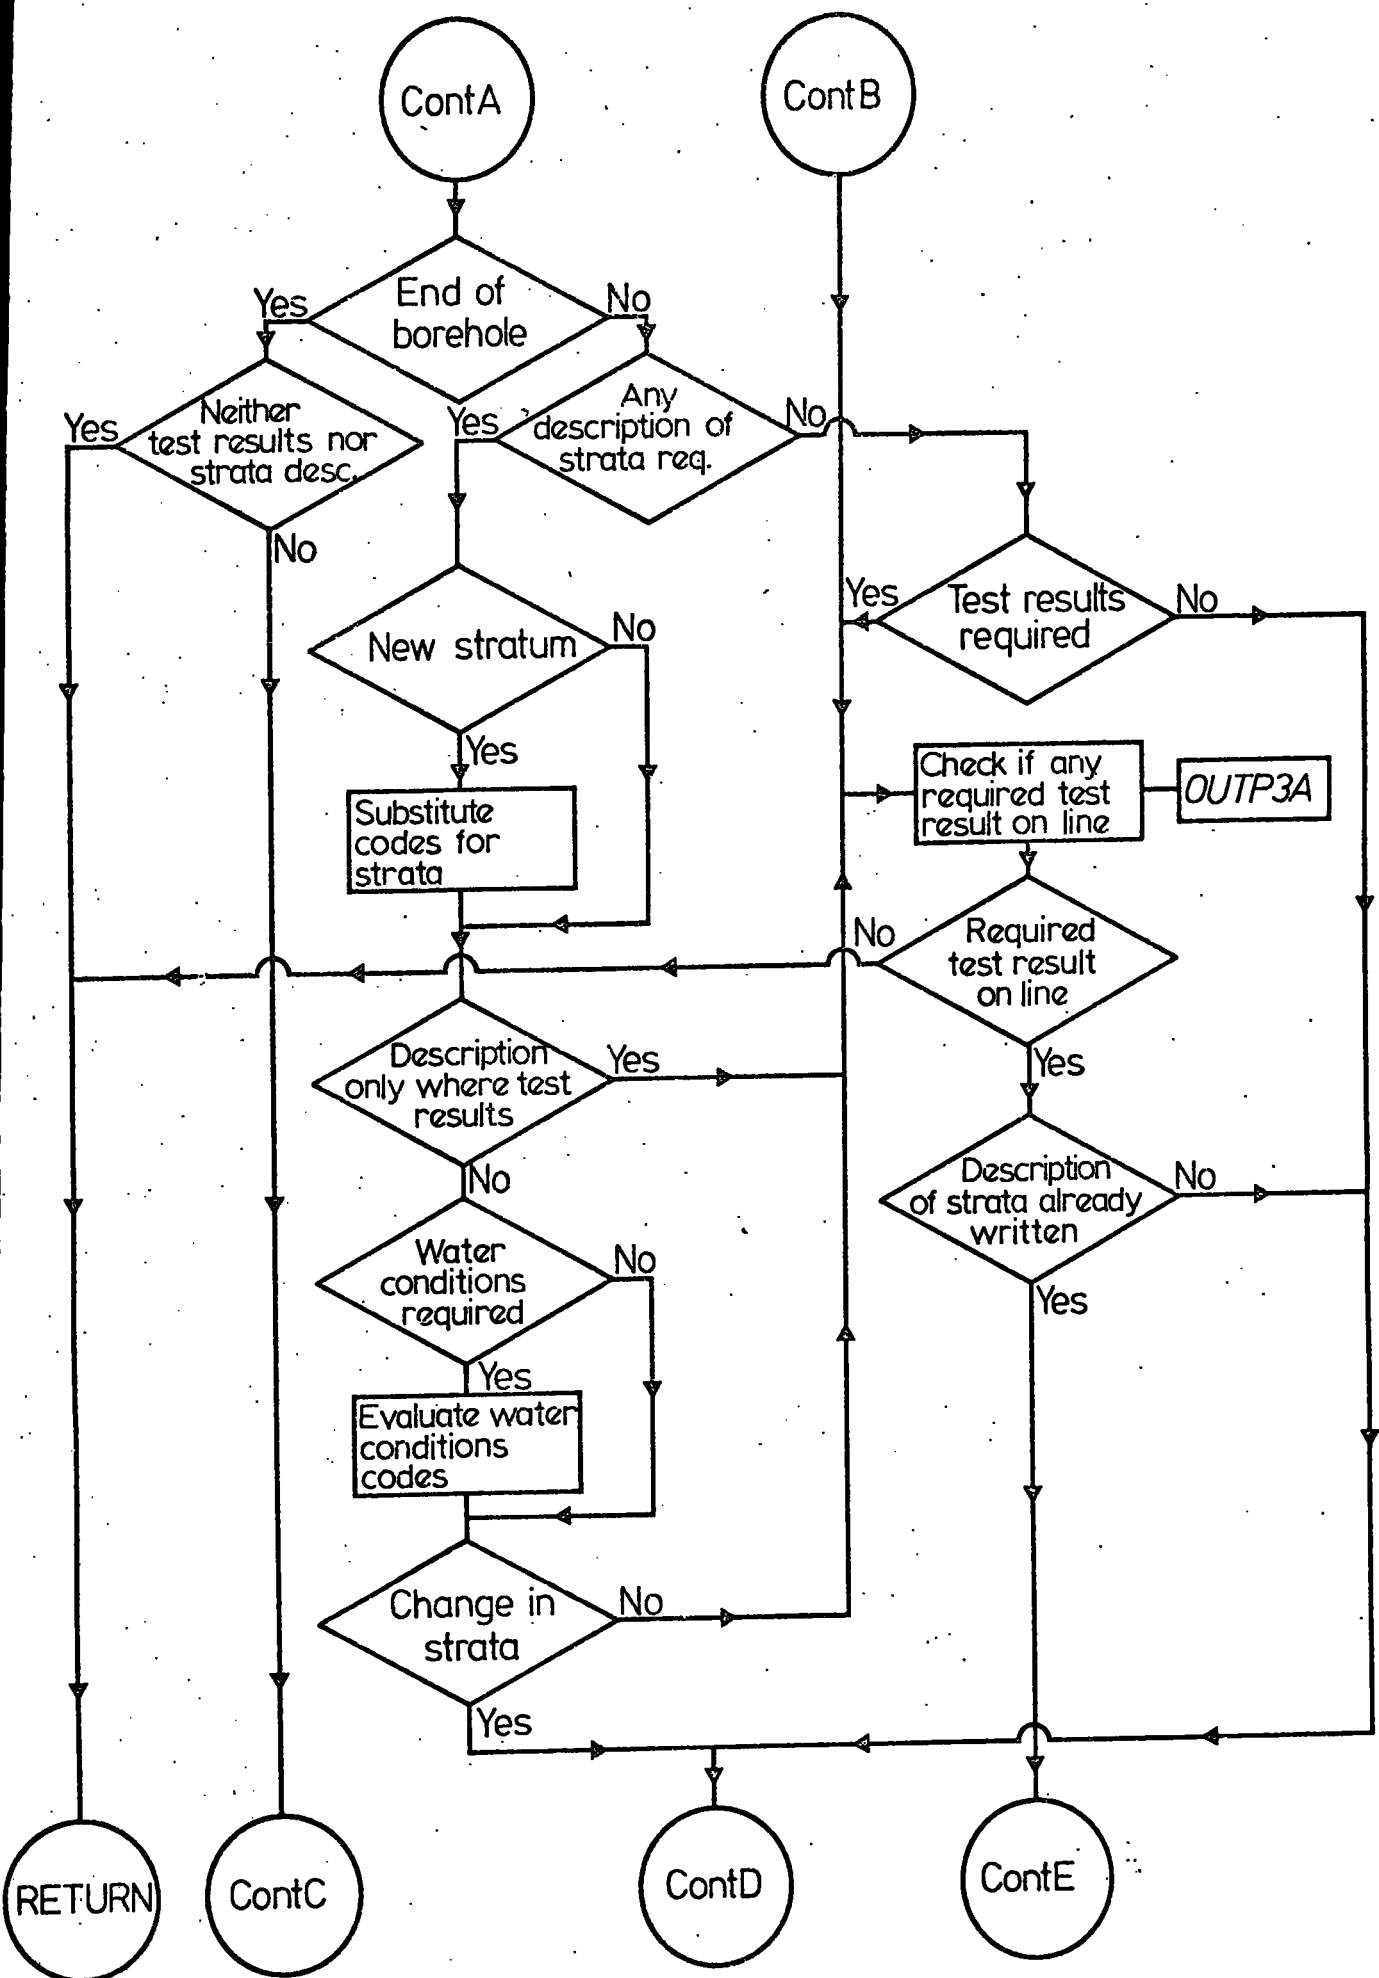 ContA
ContB
End of
borehole
Yes
No
Neither
test results nor
strata desc.
Yes
No
Any
description of
strata req.
Yes
No
New stratum
No
Yes
Test results
required
Yes
No
Substitute
codes for
strata
Check if any
required test
result on line
OUTP3A
Required
test result
on line
No
Yes
Description
only where test
results
Yes
No
Description
of strata already
written
No
Yes
Water
conditions
required
No
Yes
Evaluate water
conditions
codes
Change in
strata
No
Yes
RETURN
ContC
ContD
ContE